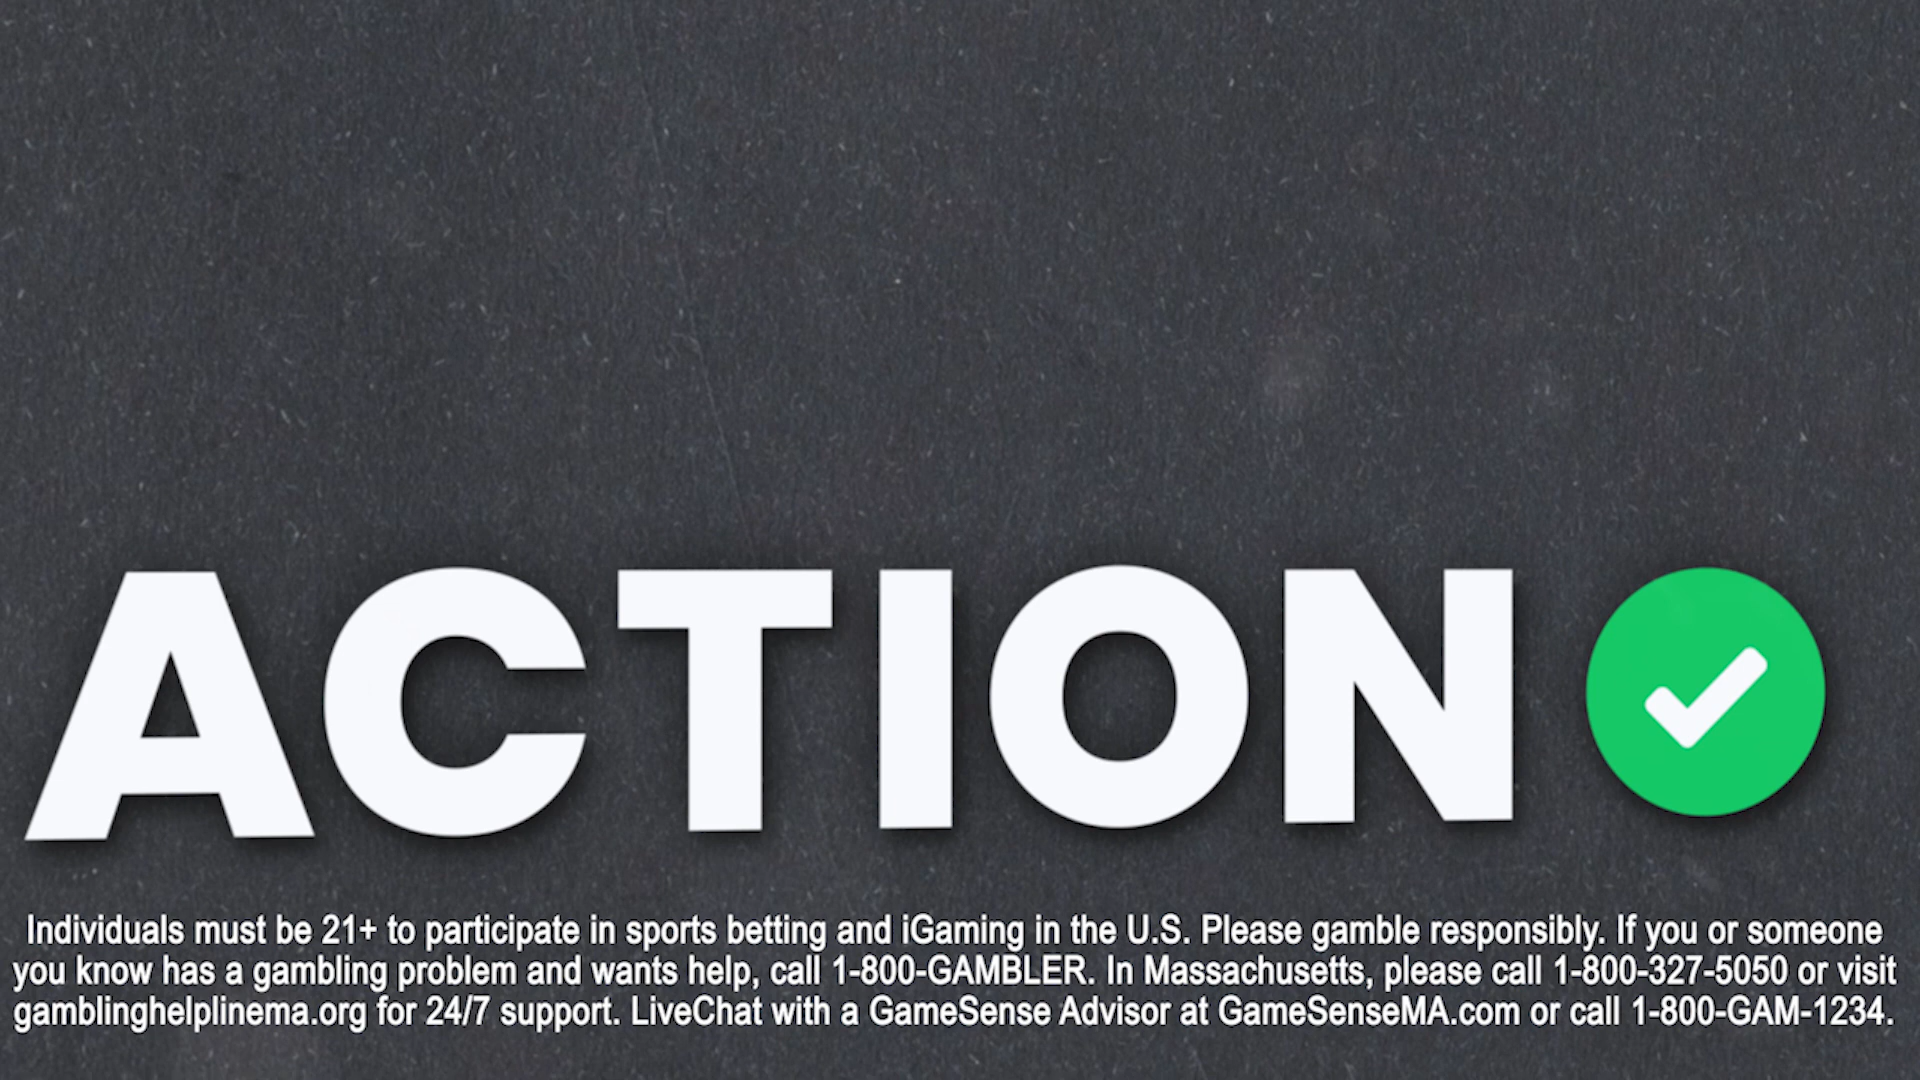 ACTION
Individuals must be 21+ to participate in sports betting and iGaming in the U.S. Please gamble responsibly. If you or someone
you know has a gambling problem and wants help, call 1-800-GAMBLER. In Massachusetts, please call 1-800-327-5050 or visit
gamblinghelplinema.org for 24/7 support. LiveChat with a GameSense Advisor at GameSenseMA.com or call 1-800-GAM-1234.